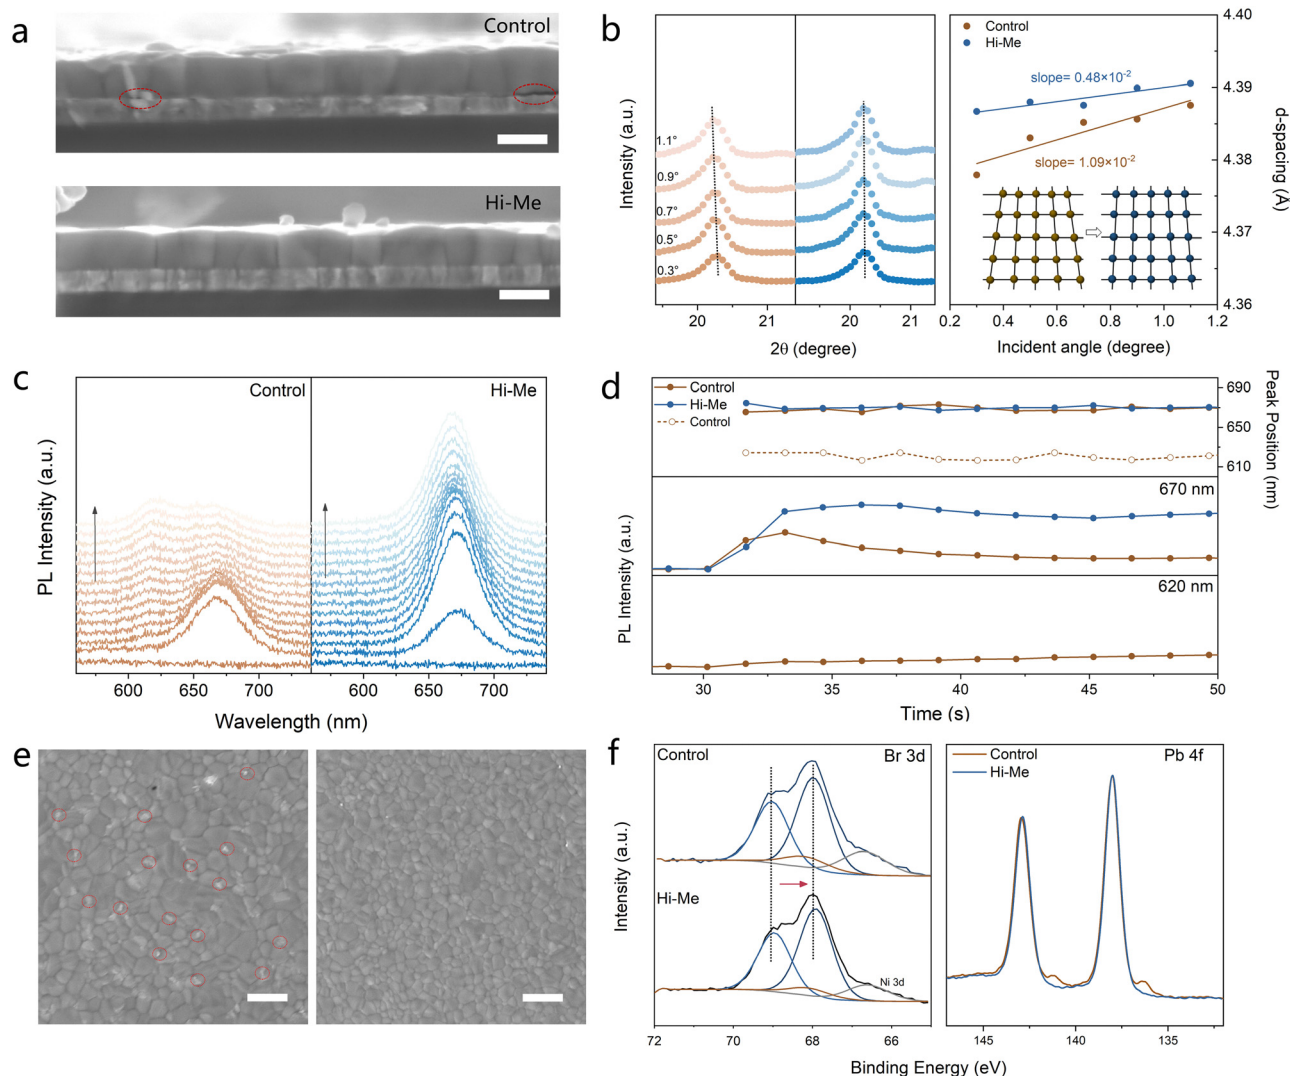 a
Control
Hi-Me
b
Intensity (a.u.)
1.1°
0.9°
0.7°
0.5°
0.3°
20
21
20
21
2θ (degree)
Control
Hi-Me
slope= 0.48×10⁻²
slope= 1.09×10⁻²
4.40
4.39
4.38
4.37
4.36
d-spacing (Å)
0.2
0.4
0.6
0.8
1.0
1.2
Incident angle (degree)
c
Control
Hi-Me
PL Intensity (a.u.)
600
650
700
600
650
700
Wavelength (nm)
d
Control
Hi-Me
Control
690
650
610
Peak Position
(nm)
670 nm
620 nm
PL Intensity (a.u.)
30
35
40
45
50
Time (s)
e
f
Control
Br 3d
Hi-Me
Ni 3d
Intensity (a.u.)
72
70
68
66
Control
Hi-Me
Pb 4f
145
140
135
Binding Energy (eV)